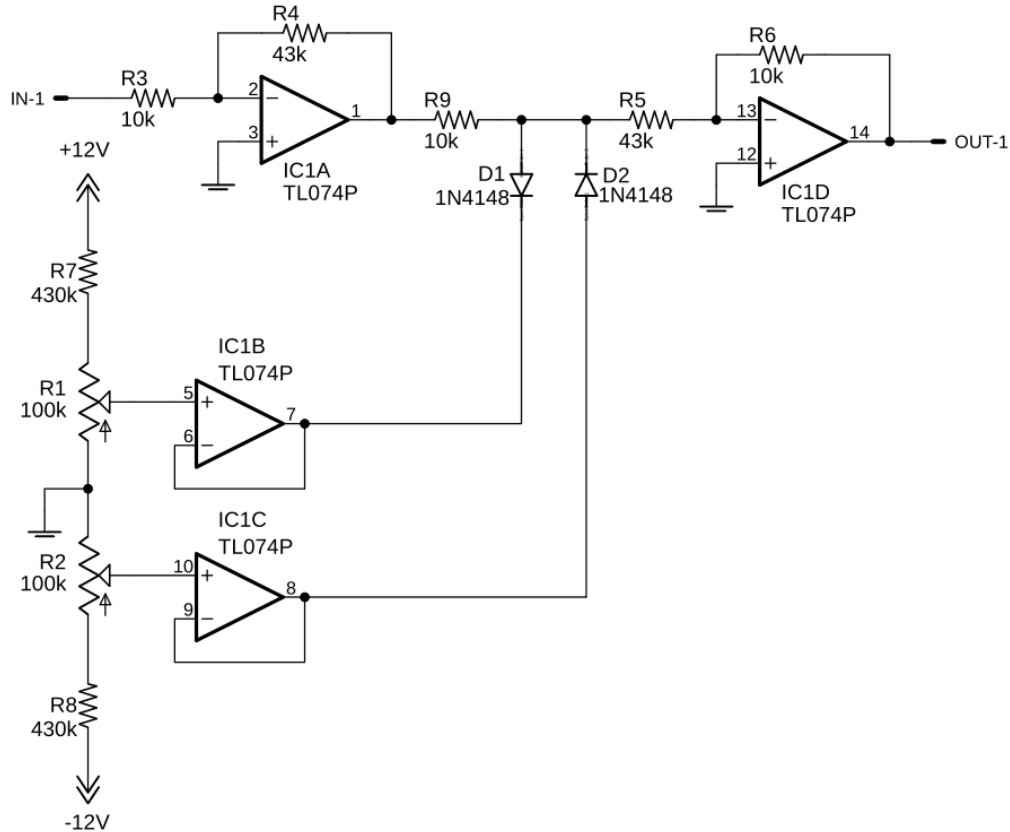 R4
43k
R3
10k
IN-1
2
3
1
IC1A
TL074P
R9
10k
R5
43k
R6
10k
13
12
14
OUT-1
IC1D
TL074P
+12V
D1
1N4148
D2
1N4148
R7
430k
IC1B
TL074P
R1
100k
5
6
7
IC1C
TL074P
R2
100k
10
9
8
R8
430k
-12V